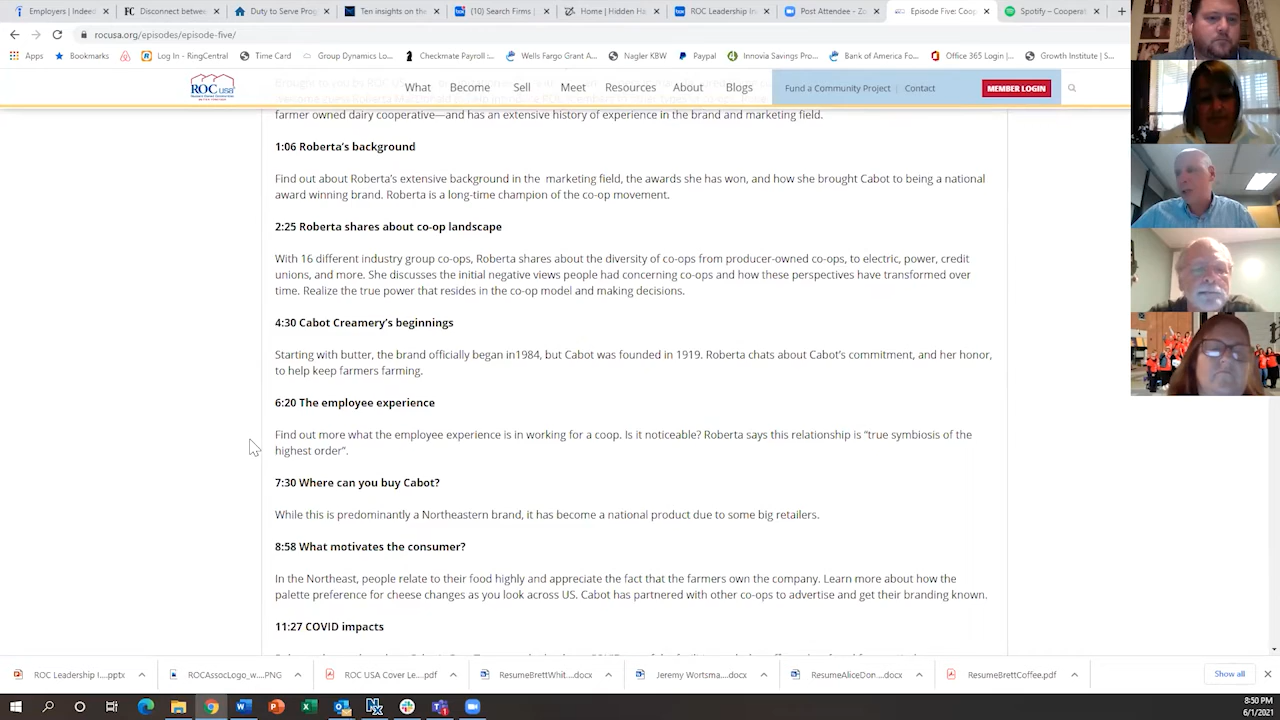 Employers | Indeed
Disconnect betwee
Duty to Serve Prog
Ten insights on the
(10) Search Firms |
Home | Hidden Ha
ROC Leadership In
Post Attendee - Zo
Episode Five: Coop
Spotify – Cooperat
rocusa.org/episodes/episode-five/
Apps
Bookmarks
Log In - RingCentral
Time Card
Group Dynamics Lo...
Checkmate Payroll :...
Wells Fargo Grant A...
Nagler KBW
Paypal
Innovia Savings Pro...
Bank of America Fo...
Office 365 Login |...
Growth Institute | S...
ROC USA
What
Become
Sell
Meet
Resources
About
Blogs
Fund a Community Project
Contact
MEMBER LOGIN
farmer owned dairy cooperative—and has an extensive history of experience in the brand and marketing field.
1:06 Roberta's background
Find out about Roberta's extensive background in the marketing field, the awards she has won, and how she brought Cabot to being a national
award winning brand. Roberta is a long-time champion of the co-op movement.
2:25 Roberta shares about co-op landscape
With 16 different industry group co-ops, Roberta shares about the diversity of co-ops from producer-owned co-ops, to electric, power, credit
unions, and more. She discusses the initial negative views people had concerning co-ops and how these perspectives have transformed over
time. Realize the true power that resides in the co-op model and making decisions.
4:30 Cabot Creamery's beginnings
Starting with butter, the brand officially began in1984, but Cabot was founded in 1919. Roberta chats about Cabot's commitment, and her honor,
to help keep farmers farming.
6:20 The employee experience
Find out more what the employee experience is in working for a coop. Is it noticeable? Roberta says this relationship is “true symbiosis of the
highest order”.
7:30 Where can you buy Cabot?
While this is predominantly a Northeastern brand, it has become a national product due to some big retailers.
8:58 What motivates the consumer?
In the Northeast, people relate to their food highly and appreciate the fact that the farmers own the company. Learn more about how the
palette preference for cheese changes as you look across US. Cabot has partnered with other co-ops to advertise and get their branding known.
11:27 COVID impacts
ROC Leadership I....pptx
ROCAssocLogo_w....PNG
ROC USA Cover Le....pdf
ResumeBrettWhit....docx
Jeremy Wortsma....docx
ResumeAliceDon....docx
ResumeBrettCoffee.pdf
Show all
8:50 PM
6/1/2021